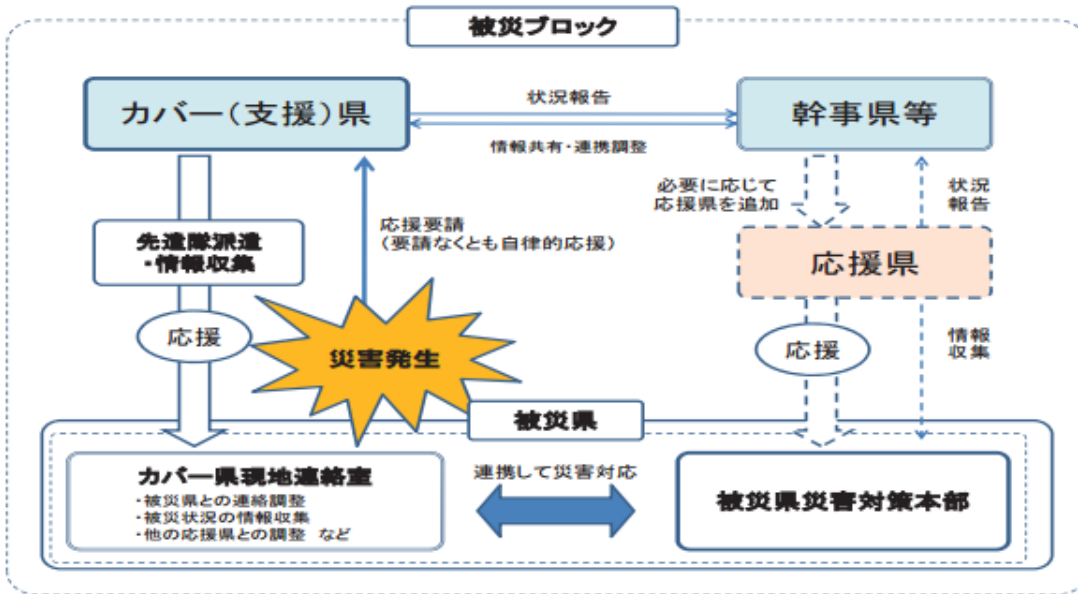 被災ブロック
カバー(支援)県
状況報告
情報共有・連携調整
幹事県等
先遣隊派遣
・情報収集
応援要請
(要請なくとも自律的応援)
必要に応じて
応援県を追加
状況
報告
応援県
応援
災害発生
応援
情報
収集
被災県
カバー県現地連絡室
・被災県との連絡調整
・被災状況の情報収集
・他の応援県との調整 など
連携して災害対応
被災県災害対策本部